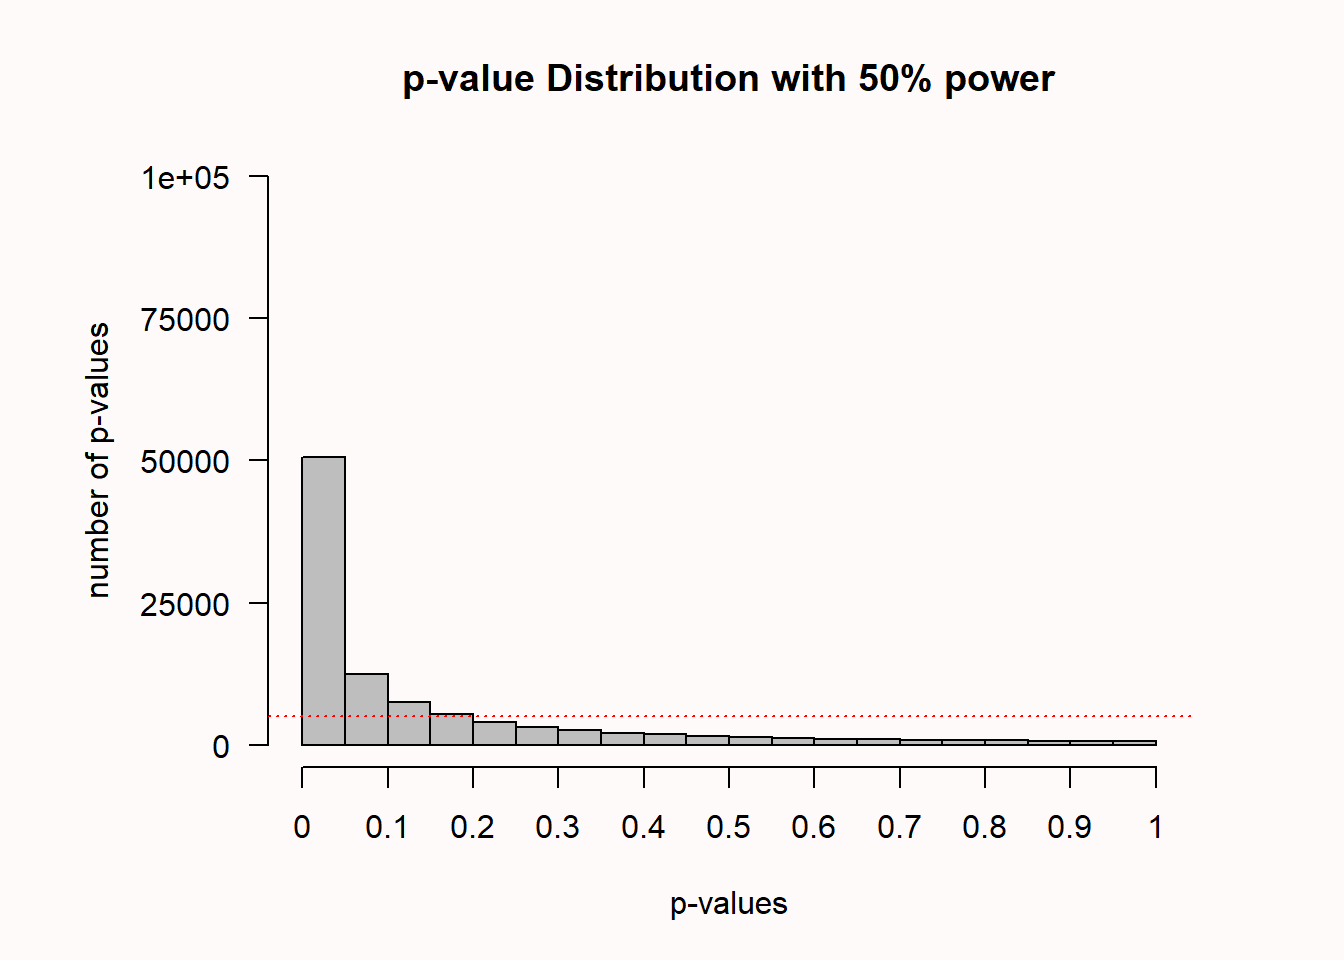 p-value Distribution with 50% power
1e+05
75000
50000
25000
0
number of p-values
0 0.1 0.2 0.3 0.4 0.5 0.6 0.7 0.8 0.9 1
p-values